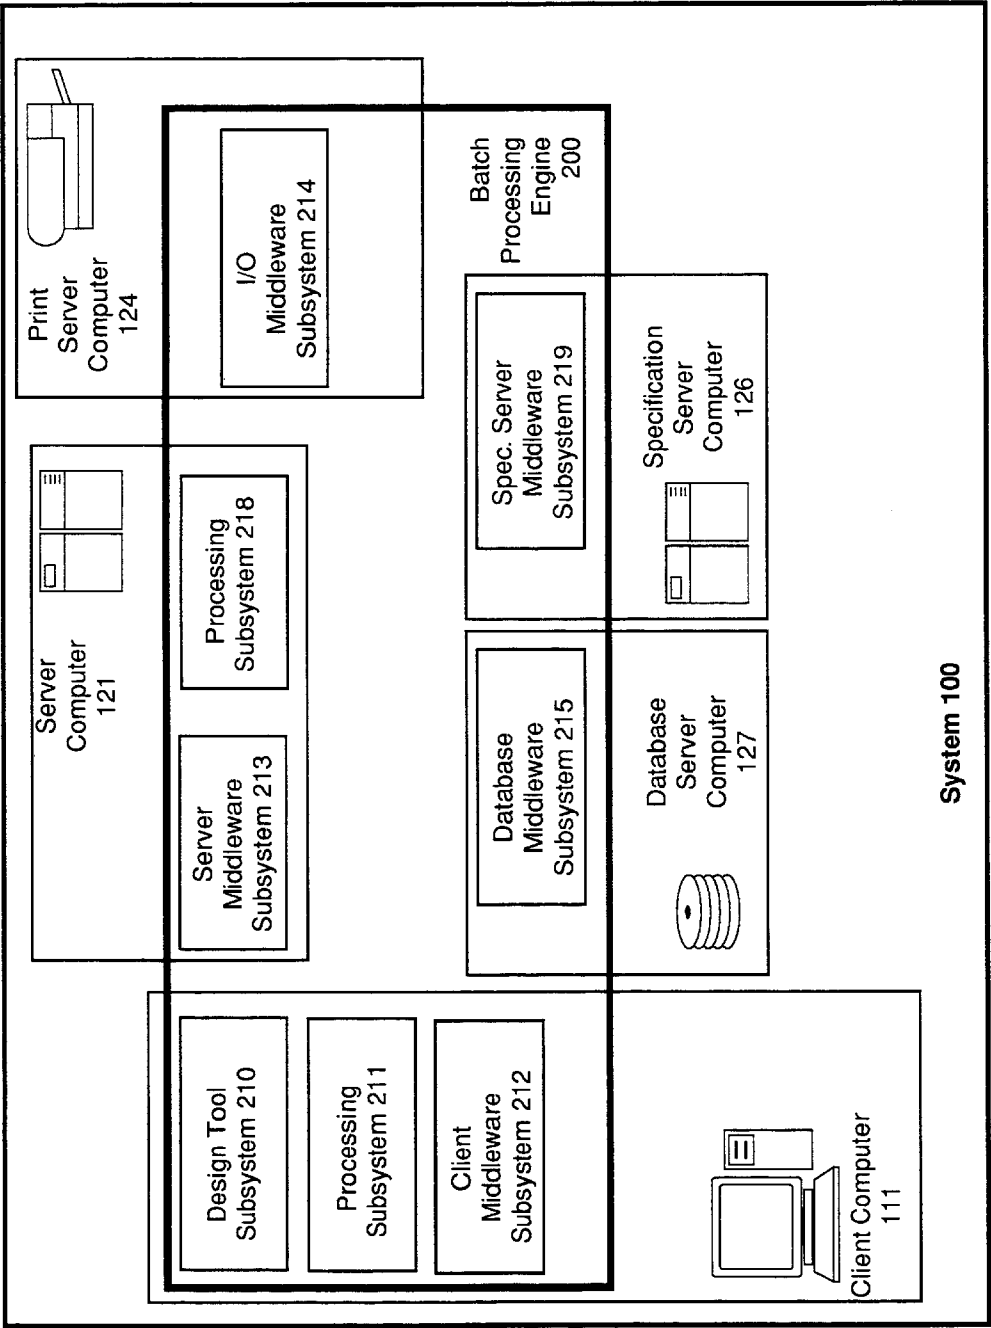 Server
Computer
121
Print
Server
Computer
124
Design Tool
Subsystem 210
Processing
Subsystem 211
Client
Middleware
Subsystem 212
Server
Middleware
Subsystem 213
Processing
Subsystem 218
I/O
Middleware
Subsystem 214
Database
Middleware
Subsystem 215
Spec. Server
Middleware
Subsystem 219
Batch
Processing
Engine
200
Client Computer
111
Database
Server
Computer
127
Specification
Server
Computer
126
System 100